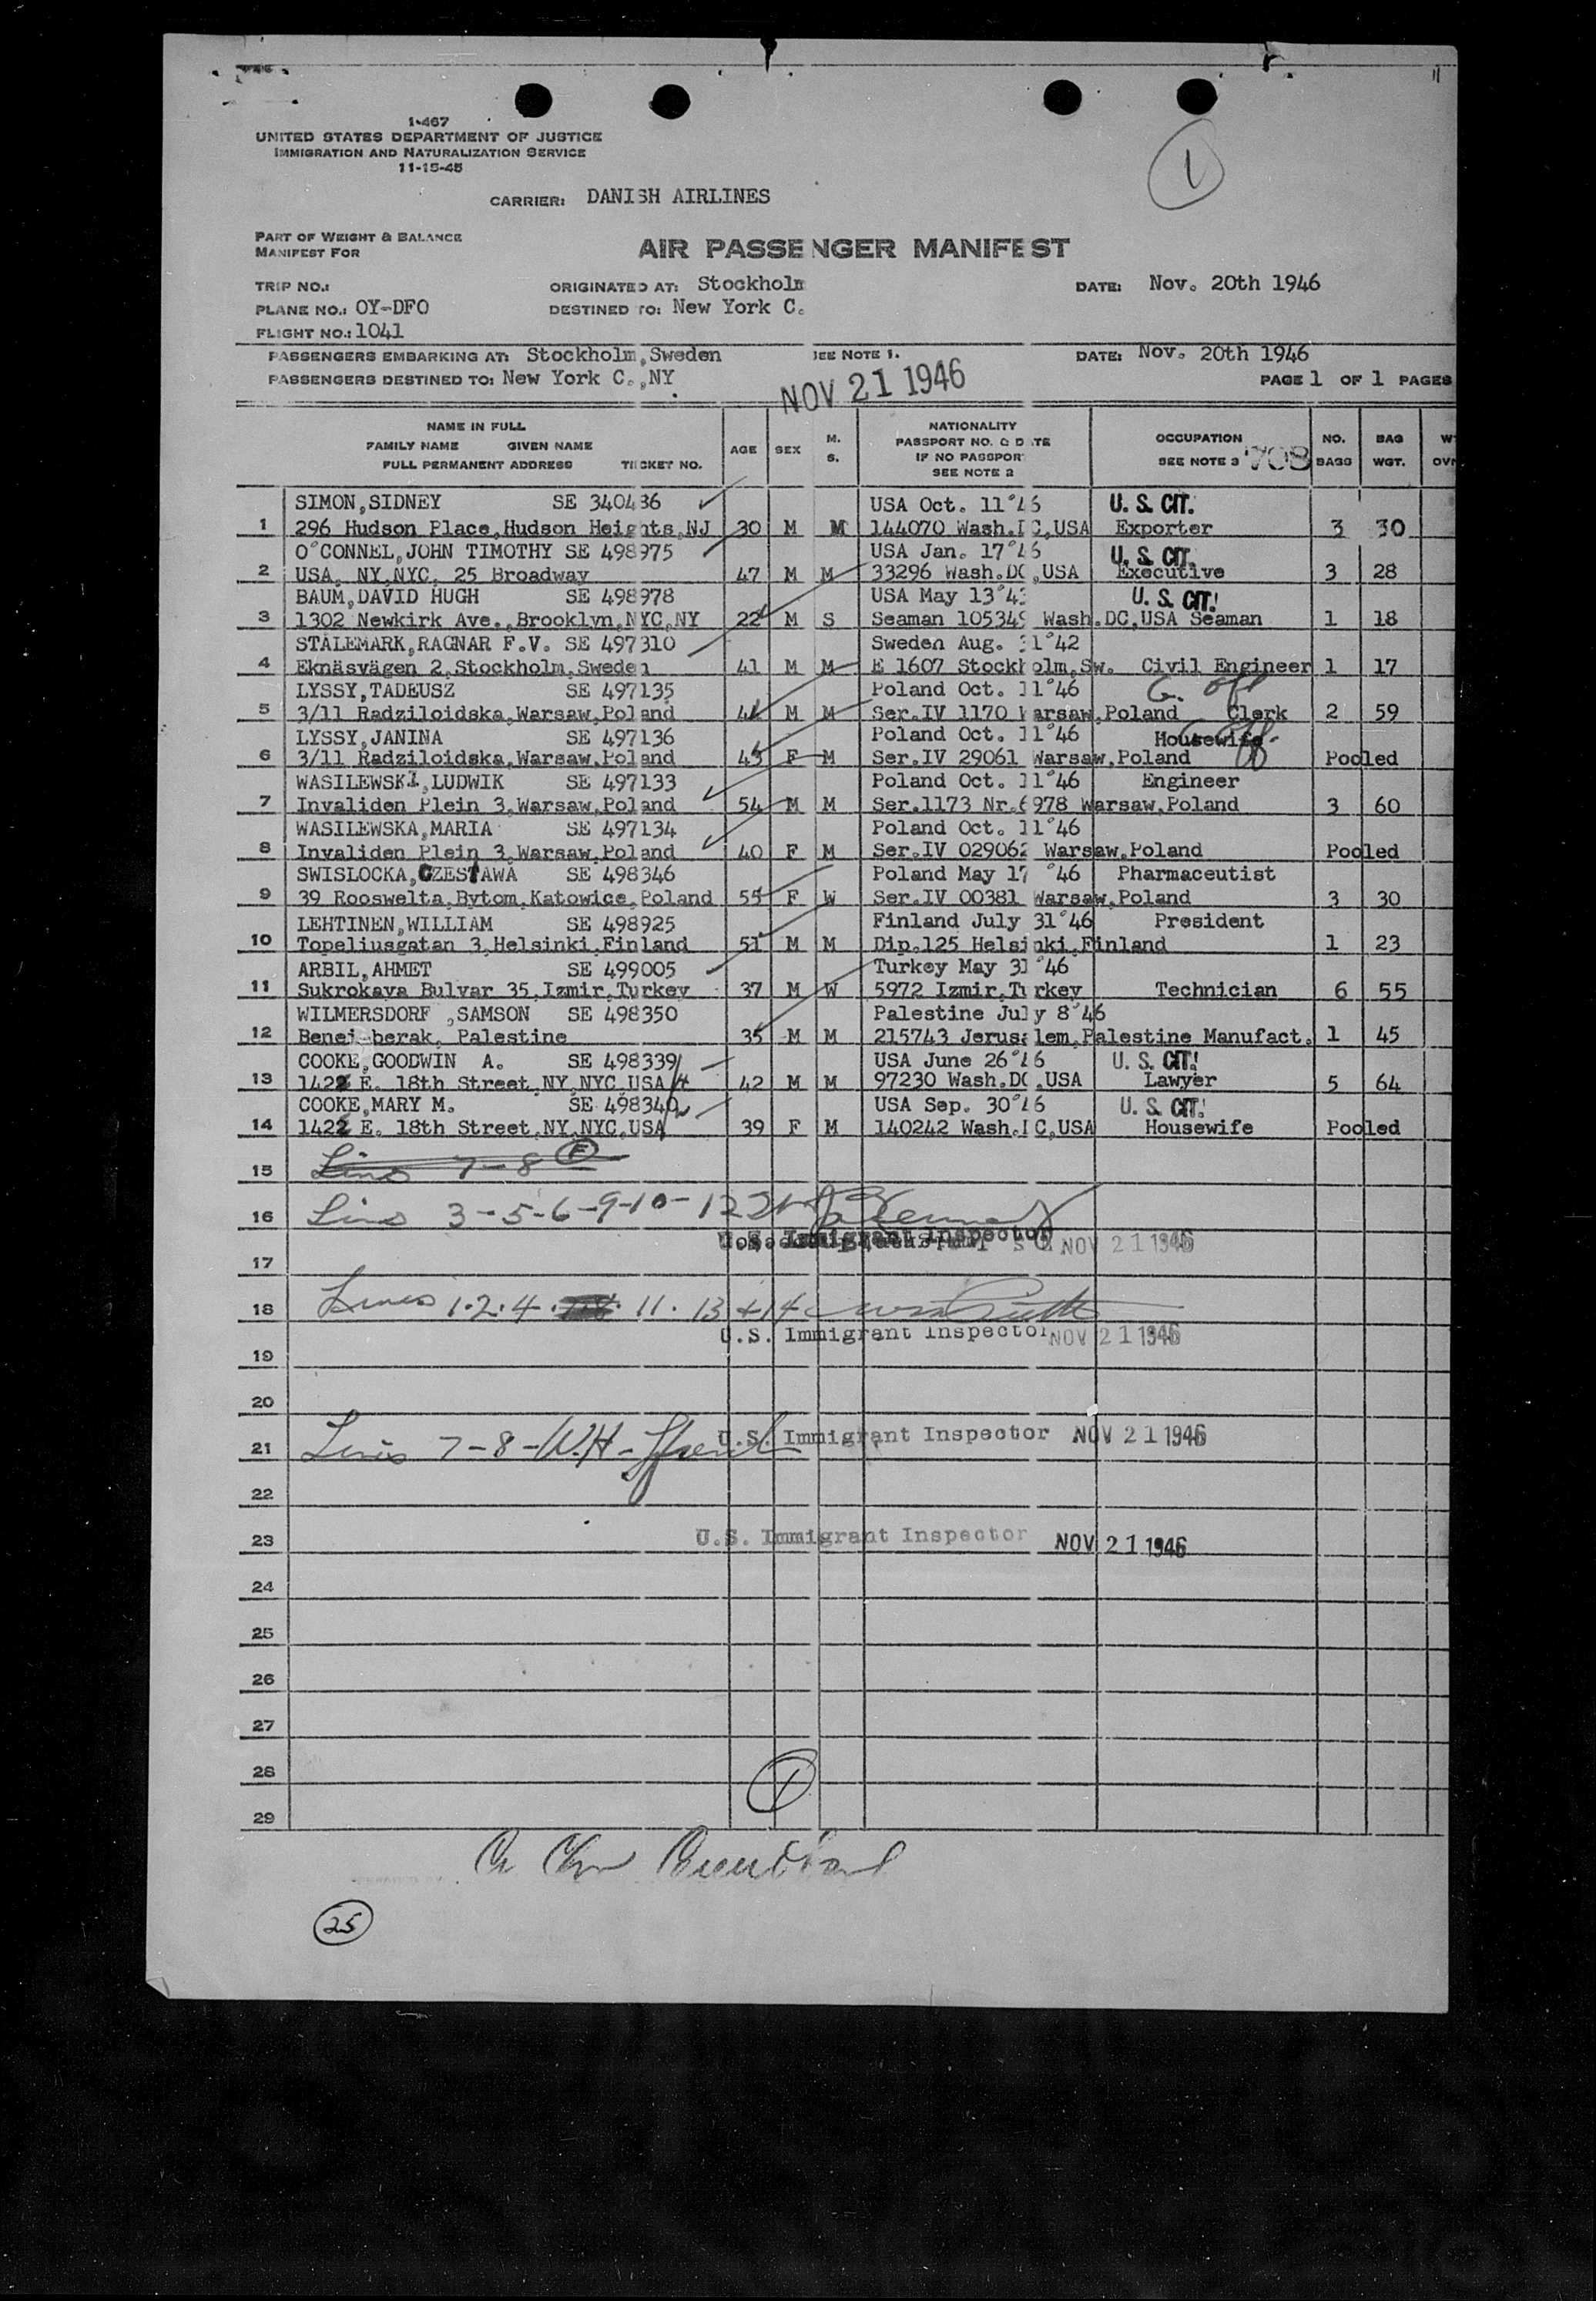 1-467
UNITED STATES DEPARTMENT OF JUSTICE
IMMIGRATION AND NATURALIZATION SERVICE
11-15-45
1
CARRIER: DANISH AIRLINES
PART OF WEIGHT & BALANCE
MANIFEST FOR
AIR PASSENGER MANIFEST
TRIP NO.: ORIGINATED AT: Stockholm DATE: Nov. 20th 1946
PLANE NO.: OY-DFO DESTINED TO: New York C.
FLIGHT NO.: 1041
PASSENGERS EMBARKING AT: Stockholm, Sweden SEE NOTE 1. DATE: Nov. 20th 1946
PASSENGERS DESTINED TO: New York C.,NY NOV 21 1946 PAGE 1 OF 1 PAGES
NAME IN FULL
FAMILY NAME GIVEN NAME
FULL PERMANENT ADDRESS TICKET NO.
AGE SEX M. S.
NATIONALITY
PASSPORT NO. & DATE
IF NO PASSPORT
SEE NOTE 2
OCCUPATION
SEE NOTE 3 708
NO. BAGS
BAG WGT.
SIMON,SIDNEY SE 340436 USA Oct. 11°46 U. S. CIT.
1 296 Hudson Place,Hudson Heights,NJ 30 M M 144070 Wash.DC,USA Exporter 3 30
O'CONNEL,JOHN TIMOTHY SE 498975 USA Jan. 17°46 U. S. CIT.
2 USA, NY,NYC, 25 Broadway 47 M M 33296 Wash.DC,USA Executive 3 28
BAUM,DAVID HUGH SE 498978 USA May 13°43 U. S. CIT!
3 1302 Newkirk Ave.,Brooklyn,NYC,NY 22 M S Seaman 105349 Wash.DC,USA Seaman 1 18
STÅLEMARK,RAGNAR F.V. SE 497310 Sweden Aug. 31°42
4 Eknäsvägen 2,Stockholm,Sweden 41 M M E 1607 Stockholm,Sw. Civil Engineer 1 17
LYSSY,TADEUSZ SE 497135 Poland Oct. 11°46 G. Off
5 3/11 Radziloidska,Warsaw,Poland 44 M M Ser.IV 1170 Warsaw,Poland Clerk 2 59
LYSSY,JANINA SE 497136 Poland Oct. 11°46 Housewife
6 3/11 Radziloidska,Warsaw,Poland 43 F M Ser.IV 29061 Warsaw,Poland Pooled
WASILEWSKI,LUDWIK SE 497133 Poland Oct. 11°46 Engineer
7 Invaliden Plein 3,Warsaw,Poland 54 M M Ser.1173 Nr.6978 Warsaw,Poland 3 60
WASILEWSKA,MARIA SE 497134 Poland Oct. 11°46
8 Invaliden Plein 3,Warsaw,Poland 40 F M Ser.IV 029062 Warsaw,Poland Pooled
SWISLOCKA,CZESTAWA SE 498346 Poland May 17 °46 Pharmaceutist
9 39 Rooswelta,Bytom,Katowice,Poland 55 F W Ser.IV 00381 Warsaw,Poland 3 30
LEHTINEN,WILLIAM SE 498925 Finland July 31°46 President
10 Topeliusgatan 3,Helsinki,Finland 51 M M Dip.125 Helsinki,Finland 1 23
ARBIL,AHMET SE 499005 Turkey May 31°46
11 Sukrokava Bulvar 35,Izmir,Turkey 37 M W 5972 Izmir,Turkey Technician 6 55
WILMERSDORF ,SAMSON SE 498350 Palestine July 8°46
12 Benei berak, Palestine 35 M M 215743 Jerusalem,Palestine Manufact. 1 45
COOKE,GOODWIN A. SE 498339 USA June 26°46 U. S. CIT!
13 1422 E. 18th Street,NY,NYC,USA 42 M M 97230 Wash.DC,USA Lawyer 5 64
COOKE,MARY M. SE 498340 USA Sep. 30°46 U. S. CIT!
14 1422 E. 18th Street,NY,NYC,USA 39 F M 140242 Wash.DC,USA Housewife Pooled
15 Lines 7-8
16 Lines 3-5-6-9-10-12
U.S. Immigrant Inspector NOV 21 1946
17
18 Lines 1.2.4. 11. 13+14
U.S. Immigrant Inspector NOV 21 1946
19
20
21 Lines 7-8-W.H. U.S. Immigrant Inspector NOV 21 1946
22
23 U.S. Immigrant Inspector NOV 21 1946
24
25
26
27
28 1
29
25